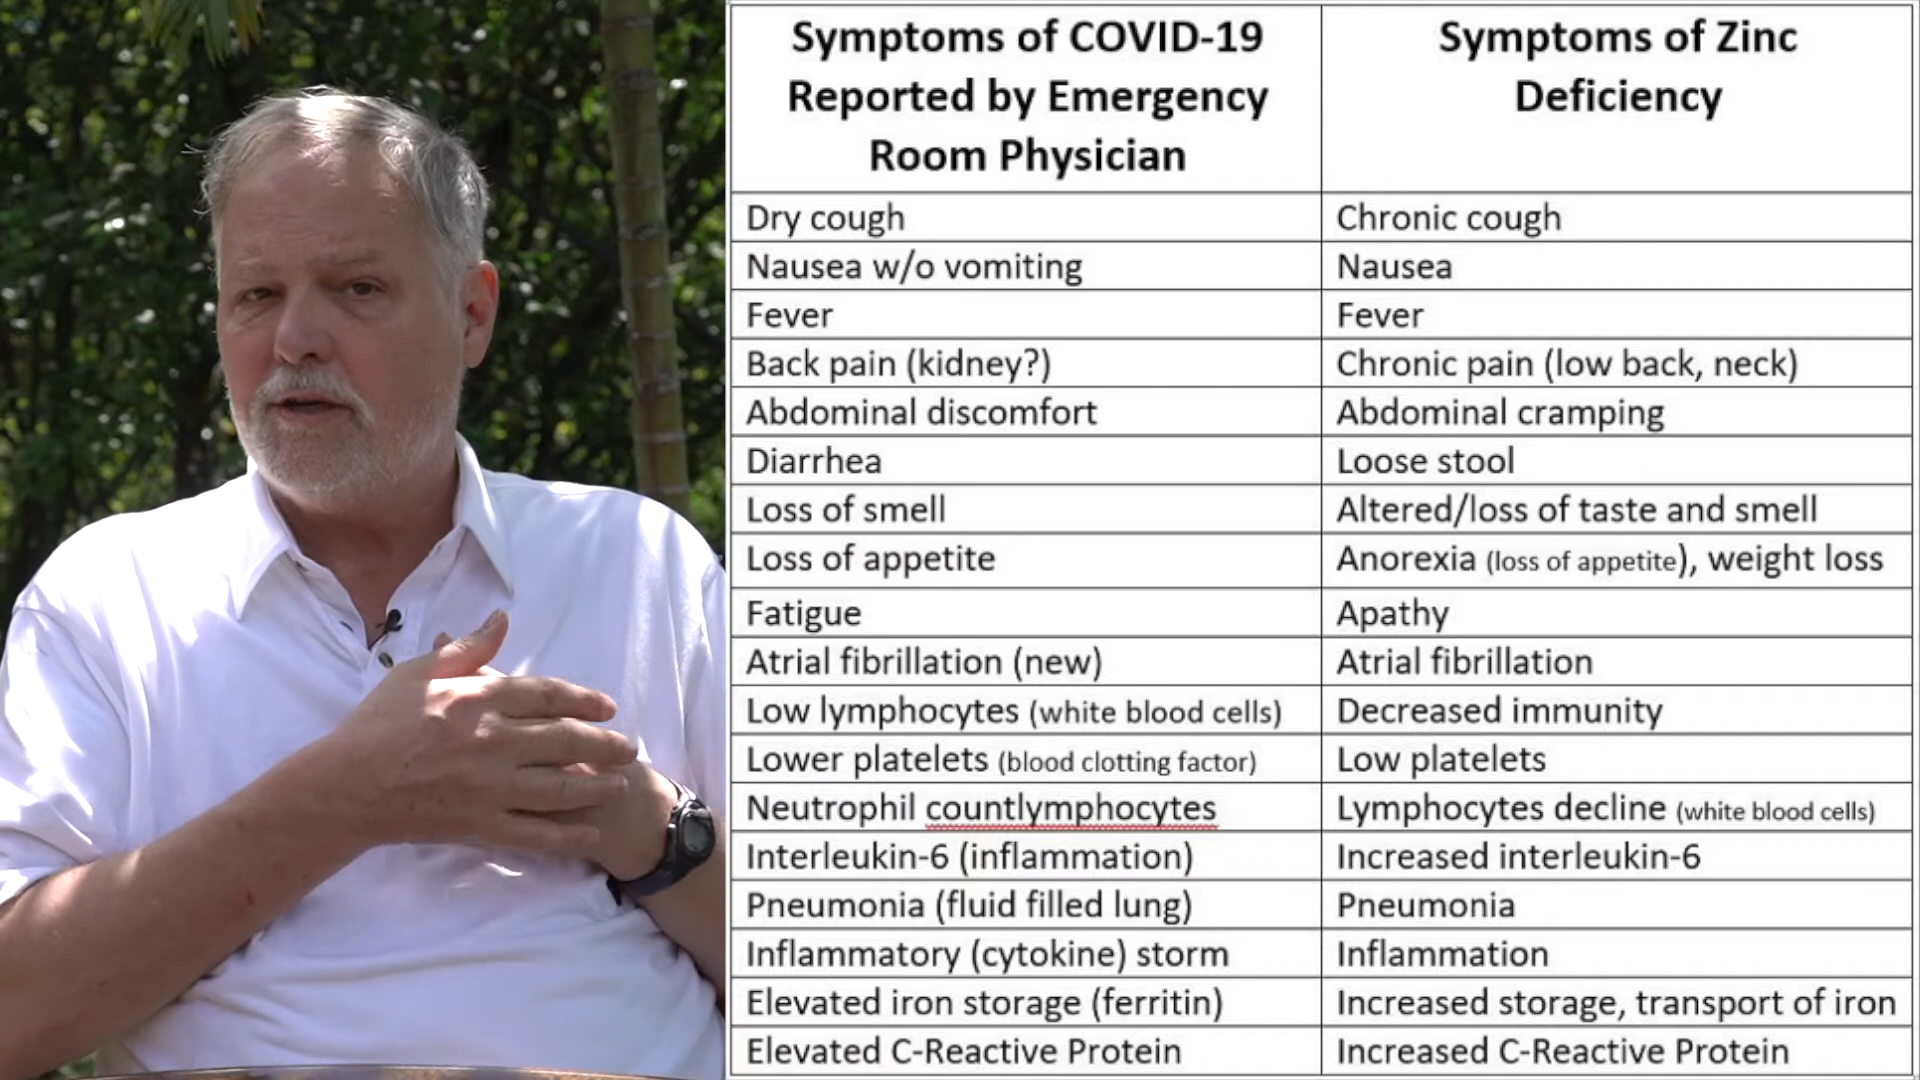 Symptoms of COVID-19
Reported by Emergency
Room Physician
Symptoms of Zinc
Deficiency
Dry cough
Chronic cough
Nausea w/o vomiting
Nausea
Fever
Fever
Back pain (kidney?)
Chronic pain (low back, neck)
Abdominal discomfort
Abdominal cramping
Diarrhea
Loose stool
Loss of smell
Altered/loss of taste and smell
Loss of appetite
Anorexia (loss of appetite), weight loss
Fatigue
Apathy
Atrial fibrillation (new)
Atrial fibrillation
Low lymphocytes (white blood cells)
Decreased immunity
Lower platelets (blood clotting factor)
Low platelets
Neutrophil countlymphocytes
Lymphocytes decline (white blood cells)
Interleukin-6 (inflammation)
Increased interleukin-6
Pneumonia (fluid filled lung)
Pneumonia
Inflammatory (cytokine) storm
Inflammation
Elevated iron storage (ferritin)
Increased storage, transport of iron
Elevated C-Reactive Protein
Increased C-Reactive Protein